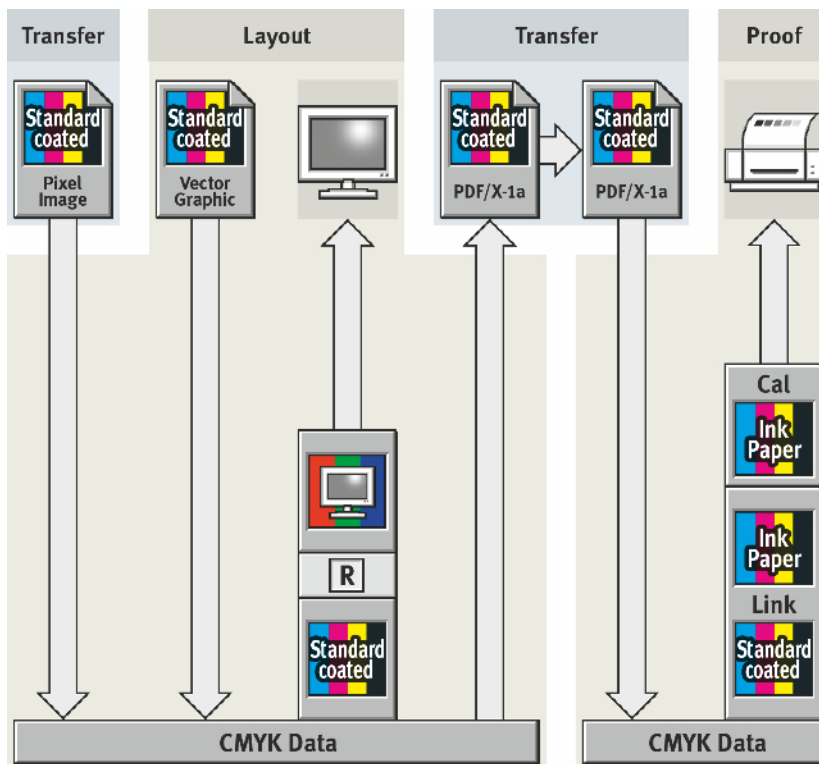 Transfer
Layout
Transfer
Proof
Standard
coated
Pixel
Image
Standard
coated
Vector
Graphic
Standard
coated
PDF/X-1a
Standard
coated
PDF/X-1a
Cal
Ink
Paper
Ink
Paper
Link
R
Standard
coated
Standard
coated
CMYK Data
CMYK Data